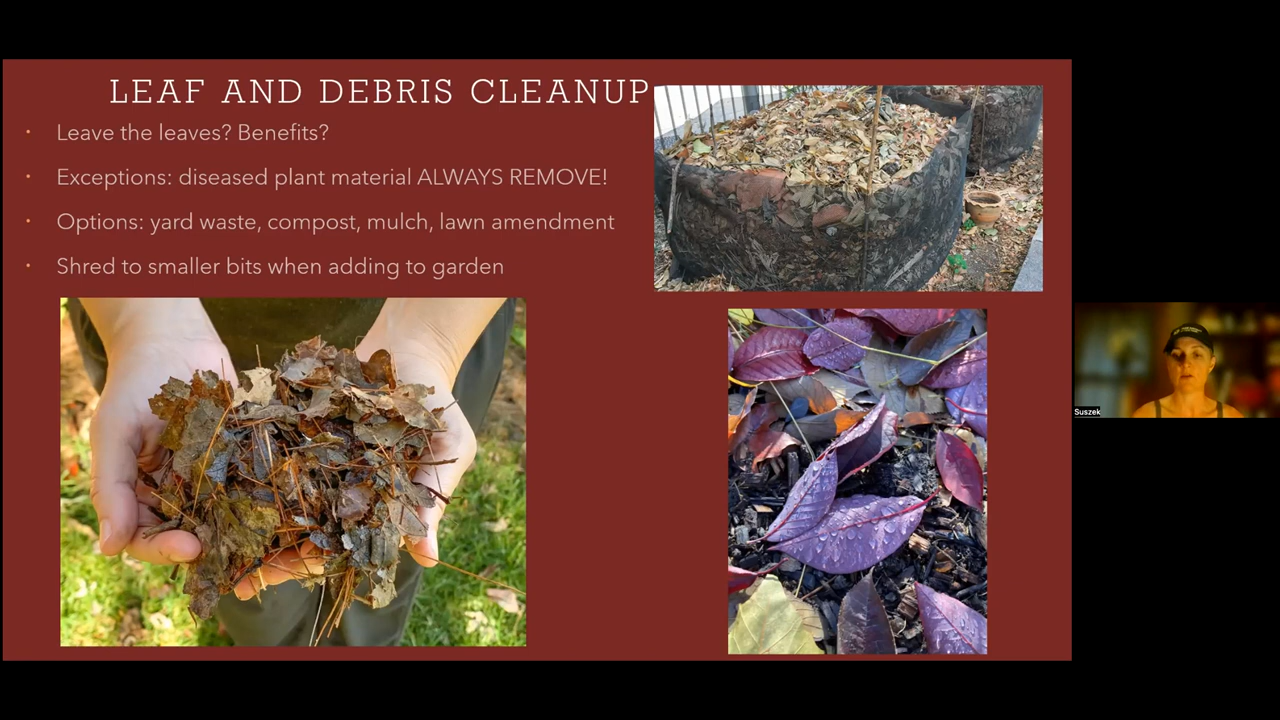 LEAF AND DEBRIS CLEANUP
Leave the leaves? Benefits?
Exceptions: diseased plant material ALWAYS REMOVE!
Options: yard waste, compost, mulch, lawn amendment
Shred to smaller bits when adding to garden
Suszek